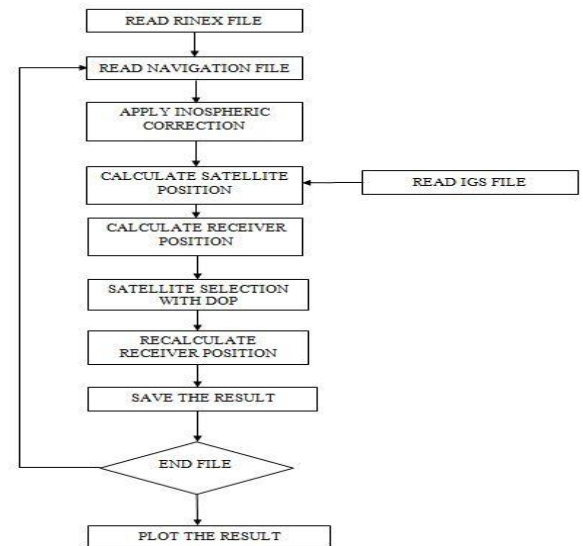 READ RINEX FILE
READ NAVIGATION FILE
APPLY INOSPHERIC
CORRECTION
CALCULATE SATELLITE
POSITION
READ IGS FILE
CALCULATE RECEIVER
POSITION
SATELLITE SELECTION
WITH DOP
RECALCULATE
RECEIVER POSITION
SAVE THE RESULT
END FILE
PLOT THE RESULT